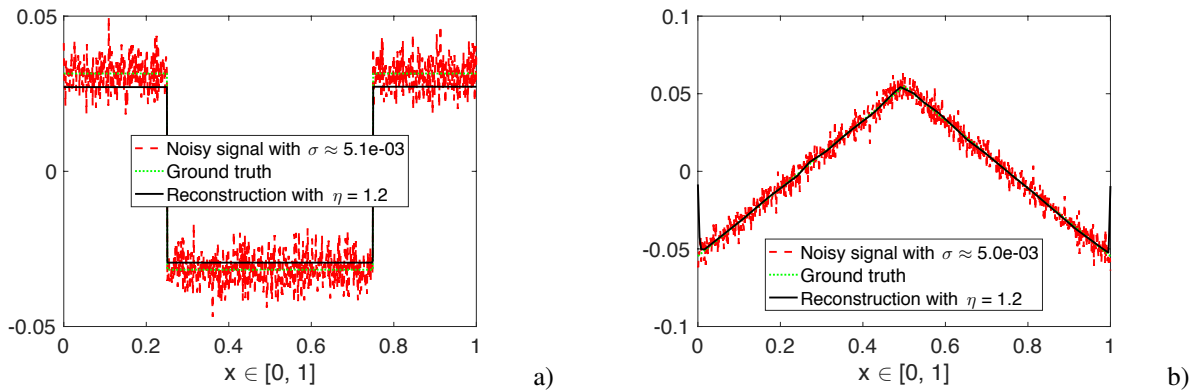 0.05
0
-0.05
0 0.2 0.4 0.6 0.8 1
x ∈ [0, 1]
Noisy signal with σ ≈ 5.1e-03
Ground truth
Reconstruction with η = 1.2
a)
0.1
0.05
0
-0.05
-0.1
0 0.2 0.4 0.6 0.8 1
x ∈ [0, 1]
Noisy signal with σ ≈ 5.0e-03
Ground truth
Reconstruction with η = 1.2
b)